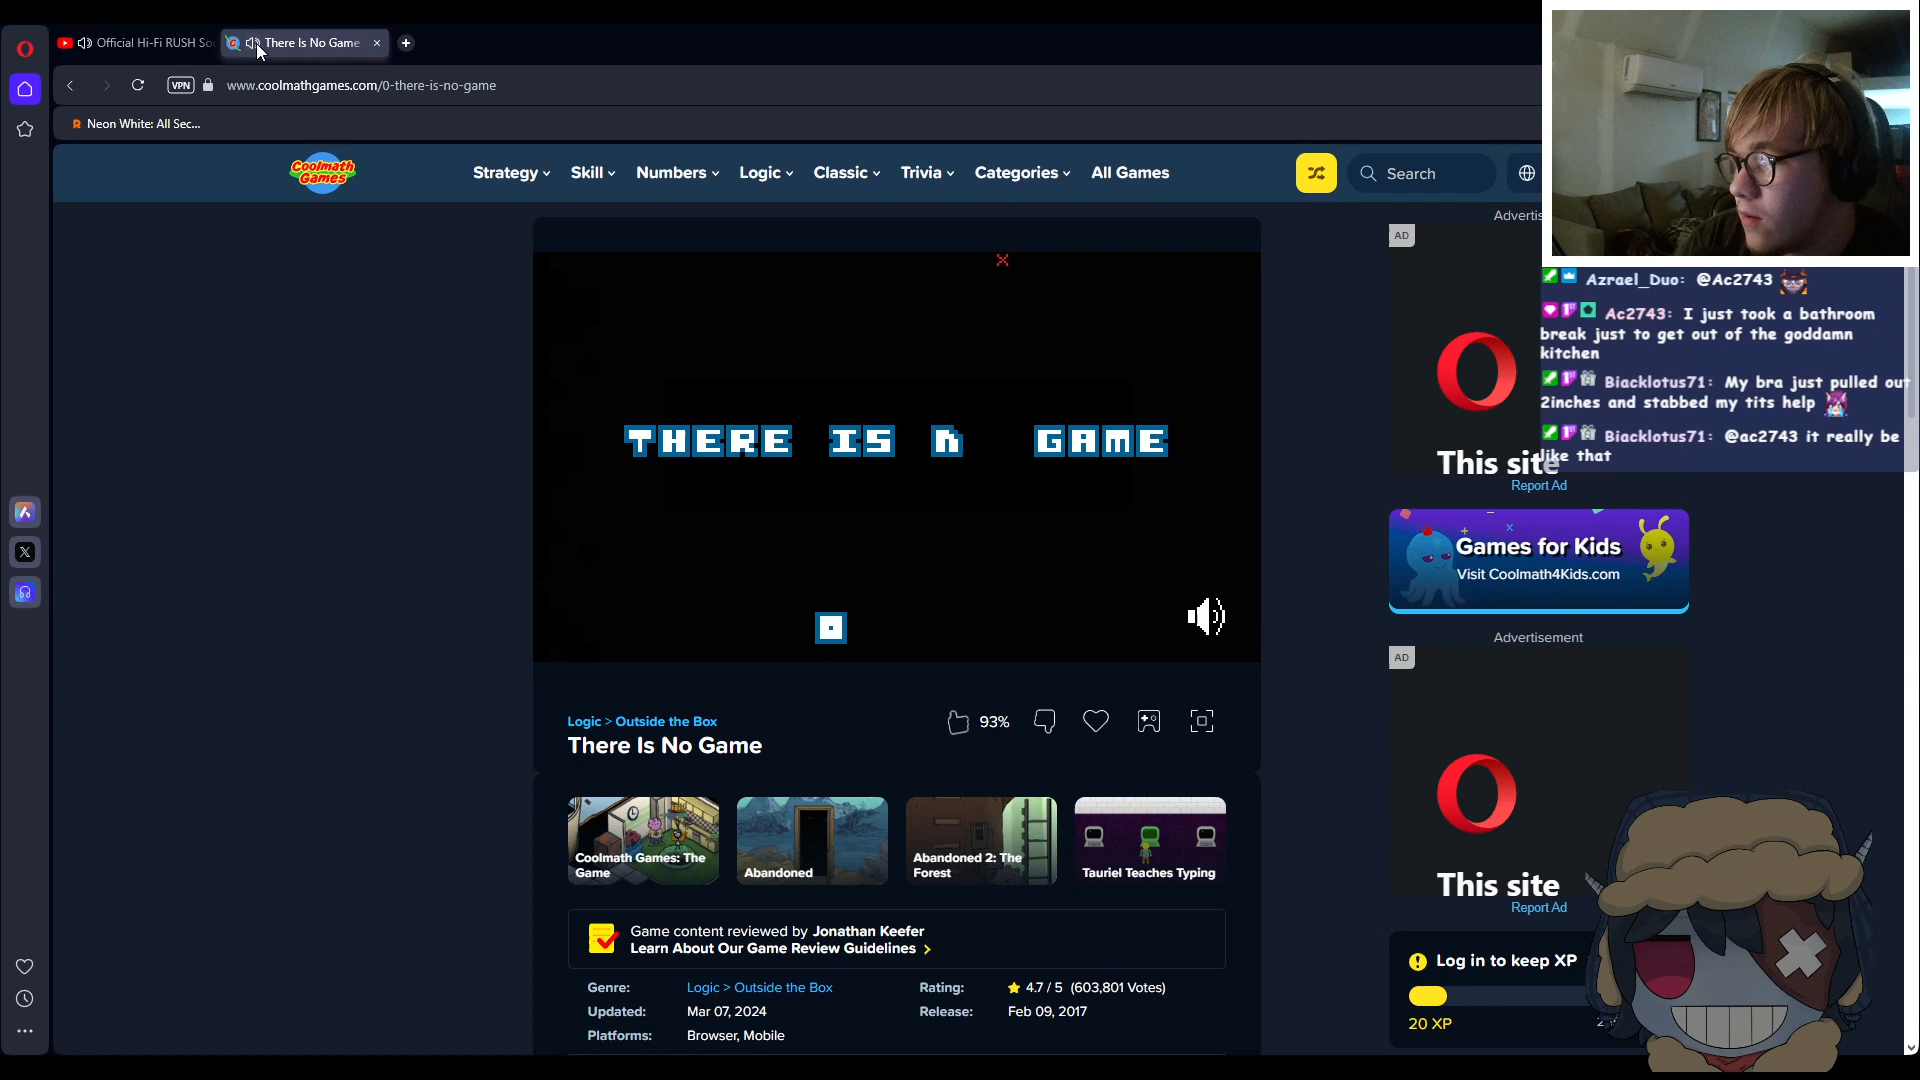 Official Hi-Fi RUSH So
There Is No Game
VPN
www.coolmathgames.com/0-there-is-no-game
Neon White: All Sec...
Coolmath Games
Strategy
Skill
Numbers
Logic
Classic
Trivia
Categories
All Games
Search
Advertis
AD
Azrael_Duo: @Ac2743
Ac2743: I just took a bathroom
break just to get out of the goddamn
kitchen
Biacklotus71: My bra just pulled out
2inches and stabbed my tits help
Biacklotus71: @ac2743 it really be
like that
This site
Report Ad
THERE IS N GAME
Games for Kids
Visit Coolmath4Kids.com
Advertisement
AD
This site
Report Ad
Logic > Outside the Box
93%
There Is No Game
Coolmath Games: The
Game
Abandoned
Abandoned 2: The
Forest
Tauriel Teaches Typing
Game content reviewed by Jonathan Keefer
Learn About Our Game Review Guidelines
Genre: Logic > Outside the Box
Rating: 4.7 / 5 (603,801 Votes)
Updated: Mar 07, 2024
Release: Feb 09, 2017
Platforms: Browser, Mobile
Log in to keep XP
20 XP